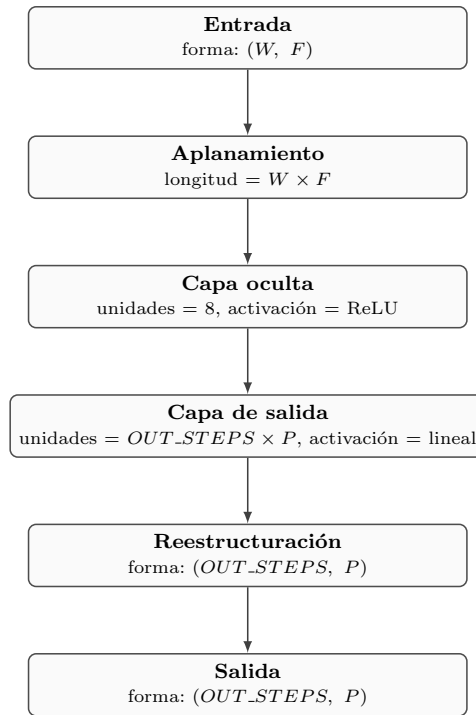 Entrada
forma: (W, F)
Aplanamiento
longitud = W × F
Capa oculta
unidades = 8, activación = ReLU
Capa de salida
unidades = OUT_STEPS × P, activación = lineal
Reestructuración
forma: (OUT_STEPS, P)
Salida
forma: (OUT_STEPS, P)